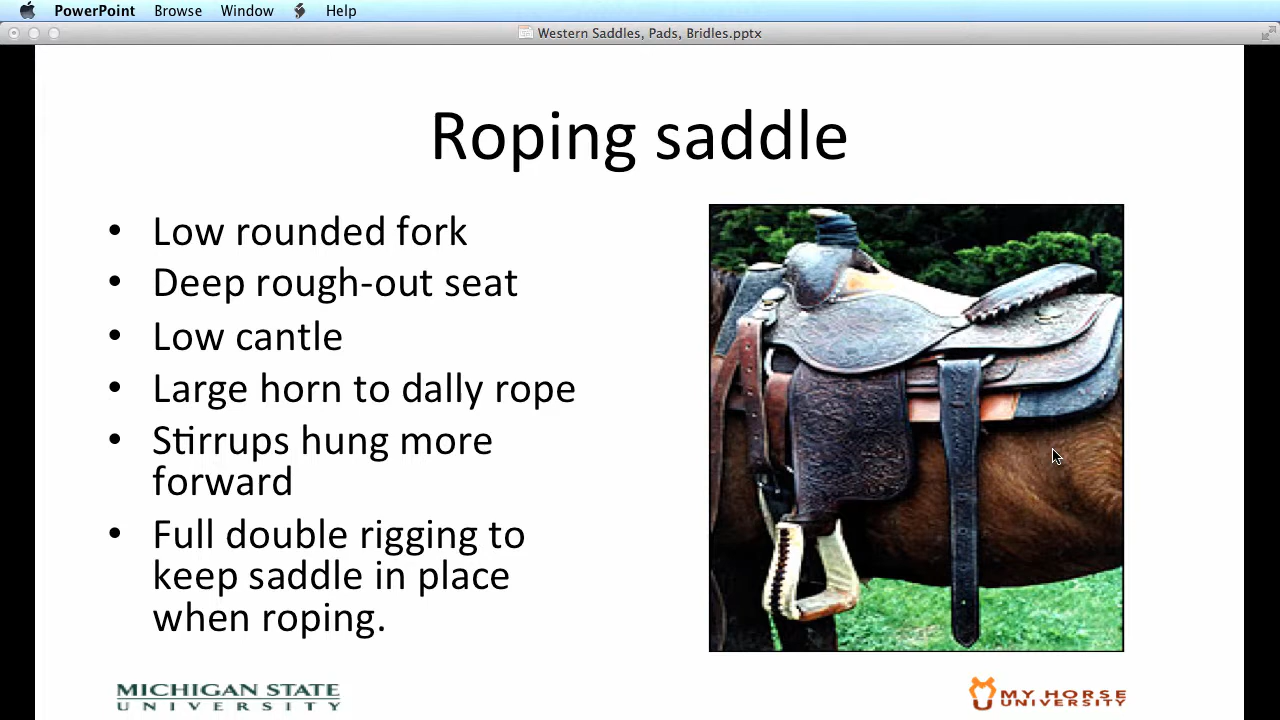 PowerPoint Browse Window Help
Western Saddles, Pads, Bridles.pptx
Roping saddle
• Low rounded fork
• Deep rough-out seat
• Low cantle
• Large horn to dally rope
• Stirrups hung more
forward
• Full double rigging to
keep saddle in place
when roping.
MICHIGAN STATE
UNIVERSITY
MY HORSE
UNIVERSITY